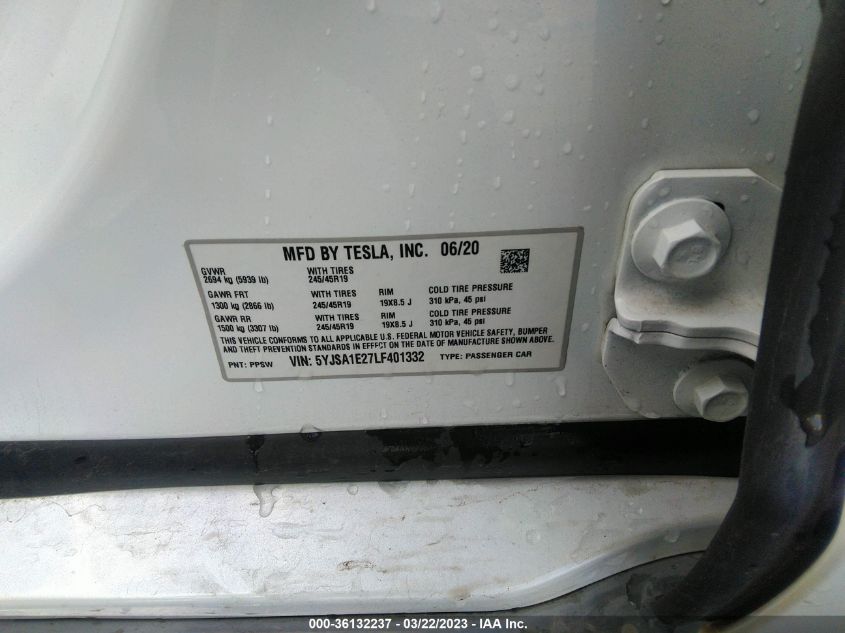 MFD BY TESLA, INC. 06/20
GVWR WITH TIRES
2694 kg (5939 lb) 245/45R19
GAWR FRT WITH TIRES RIM COLD TIRE PRESSURE
1300 kg (2866 lb) 245/45R19 19X8.5 J 310 kPa, 45 psi
GAWR RR WITH TIRES RIM COLD TIRE PRESSURE
1500 kg (3307 lb) 245/45R19 19X8.5 J 310 kPa, 45 psi
THIS VEHICLE CONFORMS TO ALL APPLICABLE U.S. FEDERAL MOTOR VEHICLE SAFETY, BUMPER
AND THEFT PREVENTION STANDARDS IN EFFECT ON THE DATE OF MANUFACTURE SHOWN ABOVE.
PNT: PPSW VIN: 5YJSA1E27LF401332 TYPE: PASSENGER CAR
000-36132237 - 03/22/2023 - IAA Inc.